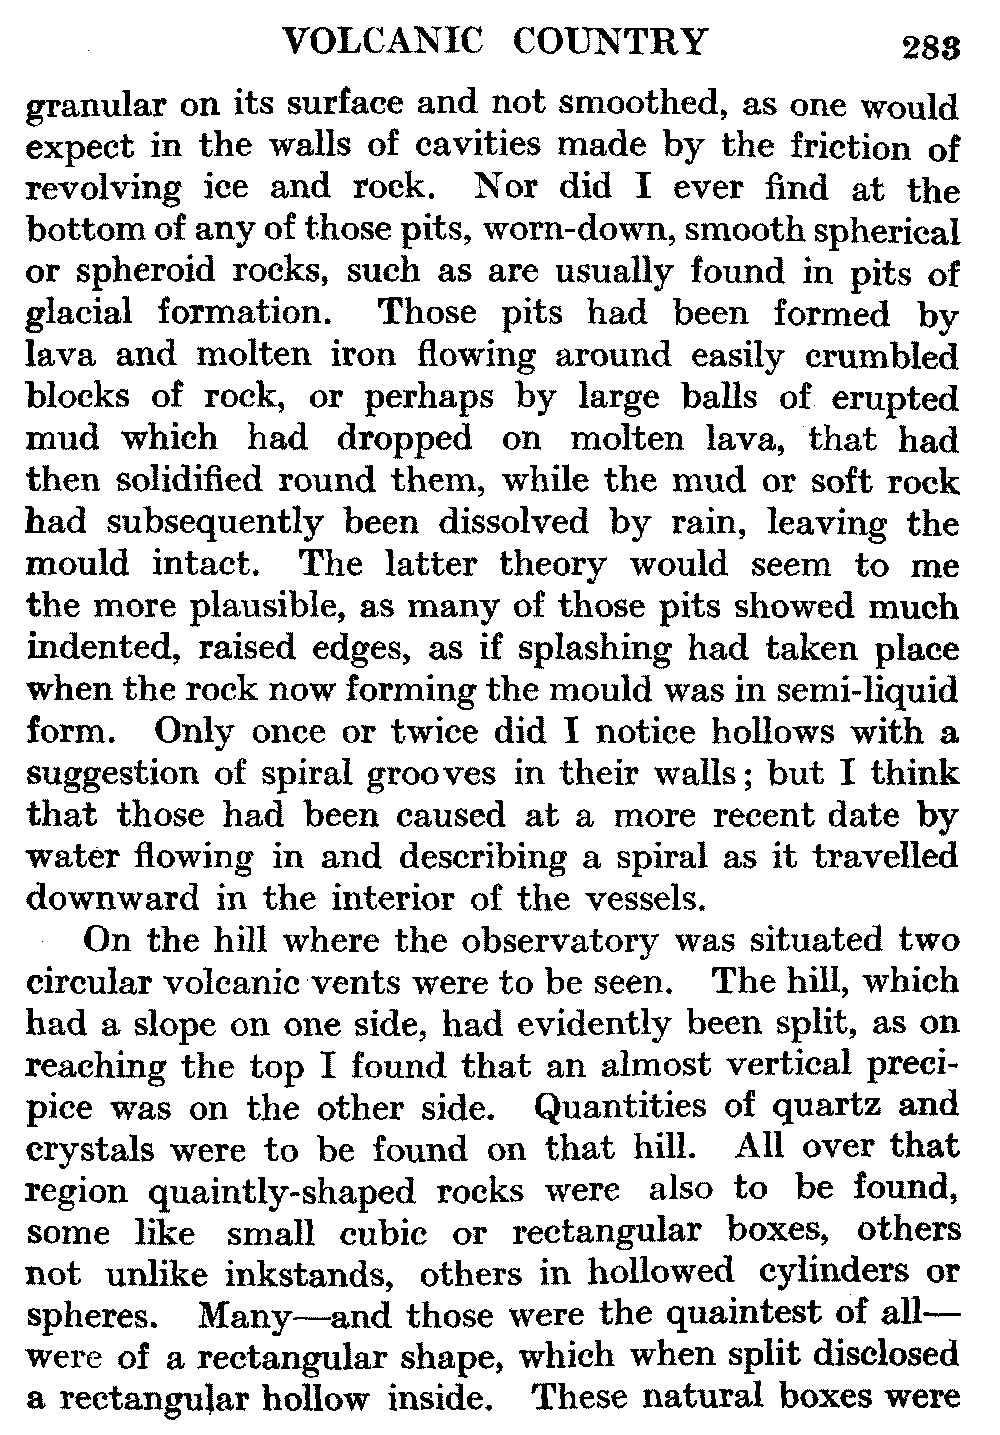 VOLCANIC COUNTRY 283
granular on its surface and not smoothed, as one would
expect in the walls of cavities made by the friction of
revolving ice and rock. Nor did I ever find at the
bottom of any of those pits, worn-down, smooth spherical
or spheroid rocks, such as are usually found in pits of
glacial formation. Those pits had been formed by
lava and molten iron flowing around easily crumbled
blocks of rock, or perhaps by large balls of erupted
mud which had dropped on molten lava, that had
then solidified round them, while the mud or soft rock
had subsequently been dissolved by rain, leaving the
mould intact. The latter theory would seem to me
the more plausible, as many of those pits showed much
indented, raised edges, as if splashing had taken place
when the rock now forming the mould was in semi-liquid
form. Only once or twice did I notice hollows with a
suggestion of spiral grooves in their walls; but I think
that those had been caused at a more recent date by
water flowing in and describing a spiral as it travelled
downward in the interior of the vessels.
On the hill where the observatory was situated two
circular volcanic vents were to be seen. The hill, which
had a slope on one side, had evidently been split, as on
reaching the top I found that an almost vertical preci-
pice was on the other side. Quantities of quartz and
crystals were to be found on that hill. All over that
region quaintly-shaped rocks were also to be found,
some like small cubic or rectangular boxes, others
not unlike inkstands, others in hollowed cylinders or
spheres. Many—and those were the quaintest of all—
were of a rectangular shape, which when split disclosed
a rectangular hollow inside. These natural boxes were